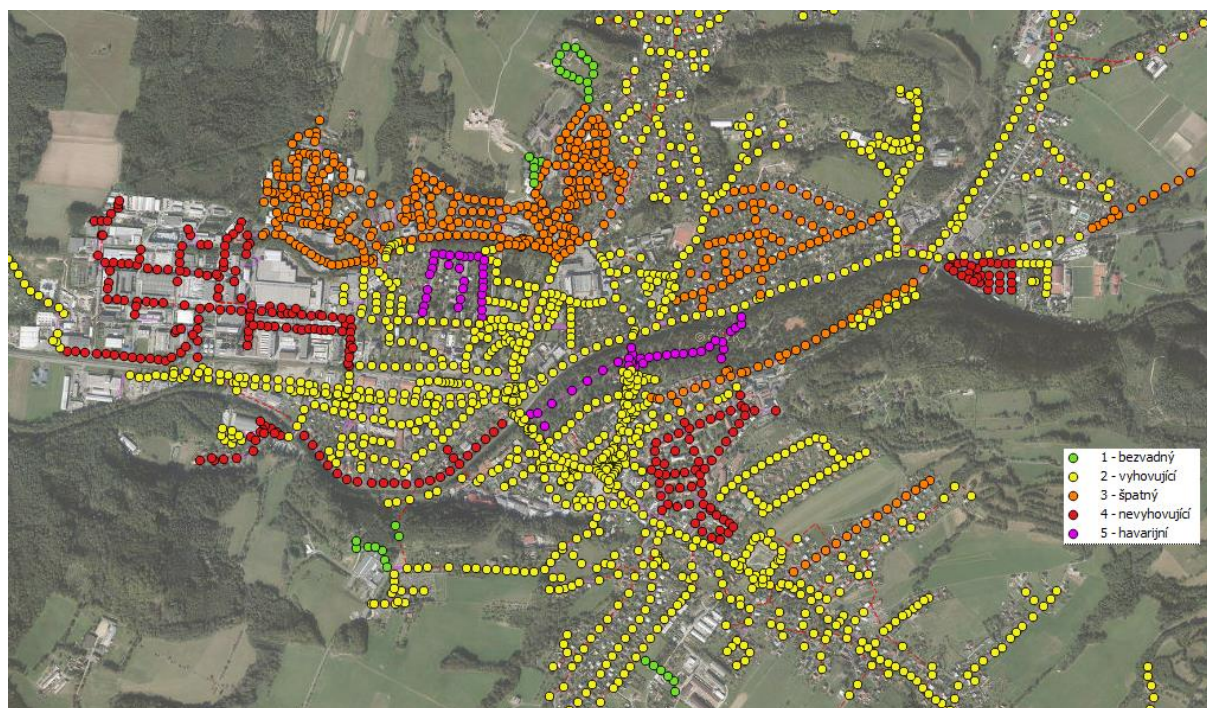 1 - bezvadný
2 - vyhovující
3 - špatný
4 - nevyhovující
5 - havarijní